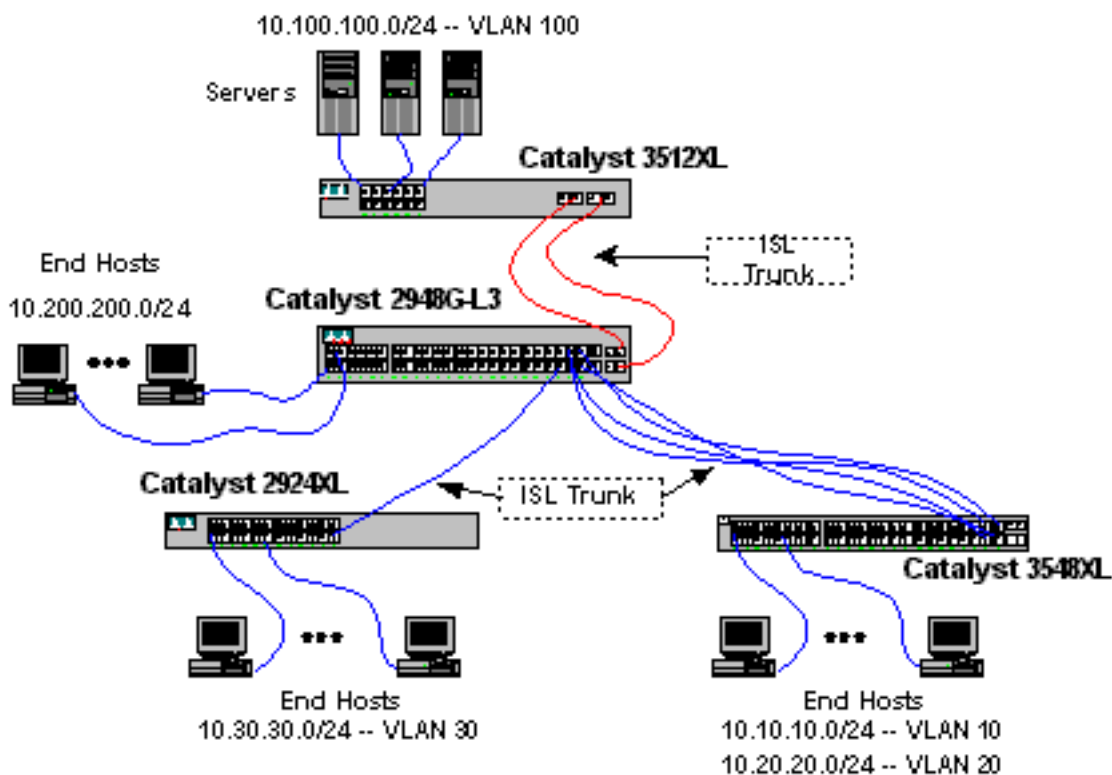 10.100.100.0/24 -- VLAN 100
Servers
Catalyst 3512XL
ISL
Trunk
End Hosts
10.200.200.0/24
Catalyst 2948G-L3
Catalyst 2924XL
ISL Trunk
Catalyst 3548XL
End Hosts
10.30.30.0/24 -- VLAN 30
End Hosts
10.10.10.0/24 -- VLAN 10
10.20.20.0/24 -- VLAN 20